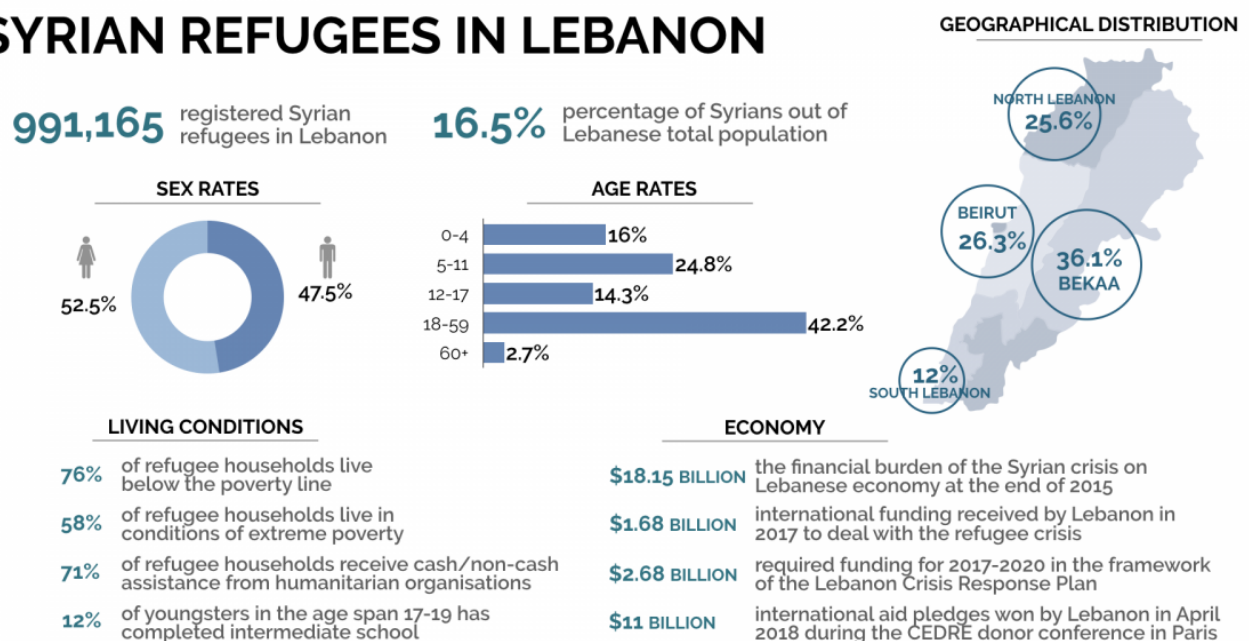 SYRIAN REFUGEES IN LEBANON
991,165
registered Syrian
refugees in Lebanon
16.5%
percentage of Syrians out of
Lebanese total population
SEX RATES
52.5%
47.5%
AGE RATES
0-4 16%
5-11 24.8%
12-17 14.3%
18-59 42.2%
60+ 2.7%
GEOGRAPHICAL DISTRIBUTION
NORTH LEBANON
25.6%
BEIRUT
26.3%
36.1%
BEKAA
12%
SOUTH LEBANON
LIVING CONDITIONS
76%
of refugee households live
below the poverty line
58%
of refugee households live in
conditions of extreme poverty
71%
of refugee households receive cash/non-cash
assistance from humanitarian organisations
12%
of youngsters in the age span 17-19 has
completed intermediate school
ECONOMY
$18.15 BILLION
the financial burden of the Syrian crisis on
Lebanese economy at the end of 2015
$1.68 BILLION
international funding received by Lebanon in
2017 to deal with the refugee crisis
$2.68 BILLION
required funding for 2017-2020 in the framework
of the Lebanon Crisis Response Plan
$11 BILLION
international aid pledges won by Lebanon in April
2018 during the CEDRE donor conference in Paris